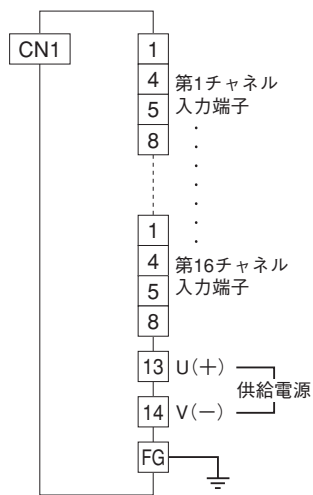 CN1
1
4
5
8
第1チャネル
入力端子
1
4
5
8
第16チャネル
入力端子
13 U(+)
供給電源
14 V(−)
FG